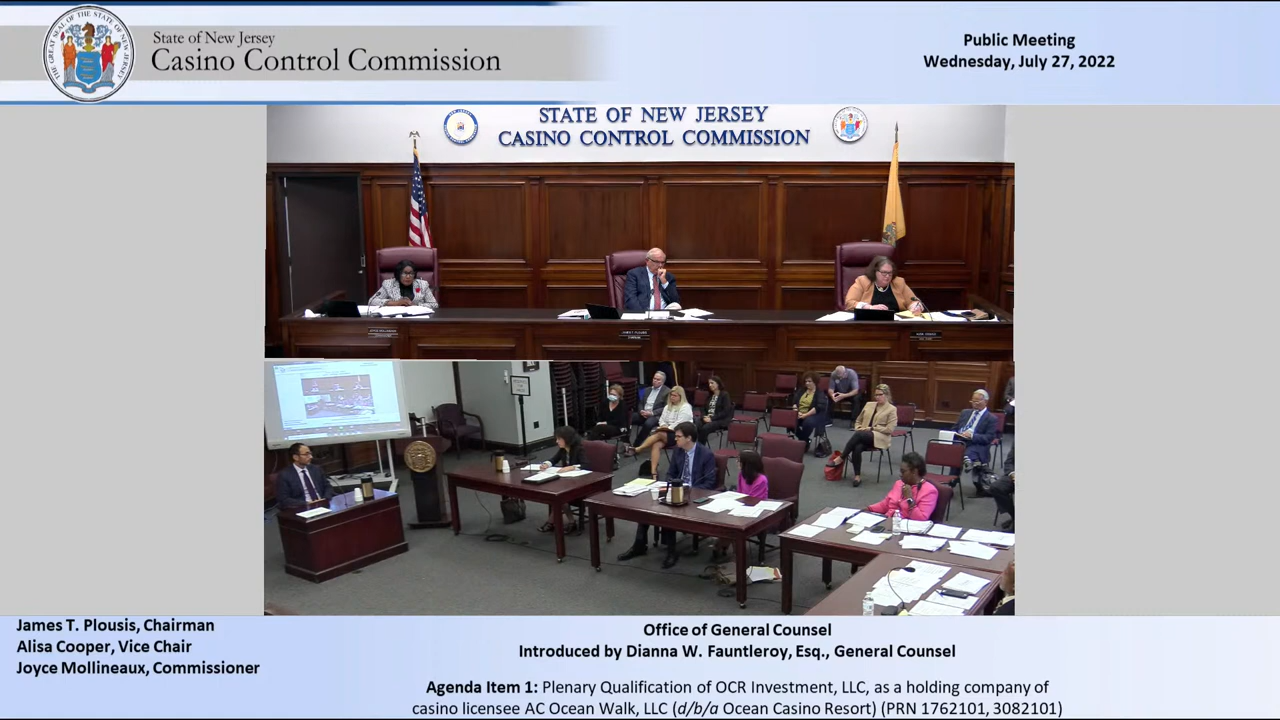 State of New Jersey
Casino Control Commission
Public Meeting
Wednesday, July 27, 2022
STATE OF NEW JERSEY
CASINO CONTROL COMMISSION
James T. Plousis, Chairman
Alisa Cooper, Vice Chair
Joyce Mollineaux, Commissioner
Office of General Counsel
Introduced by Dianna W. Fauntleroy, Esq., General Counsel
Agenda Item 1: Plenary Qualification of OCR Investment, LLC, as a holding company of
casino licensee AC Ocean Walk, LLC (d/b/a Ocean Casino Resort) (PRN 1762101, 3082101)